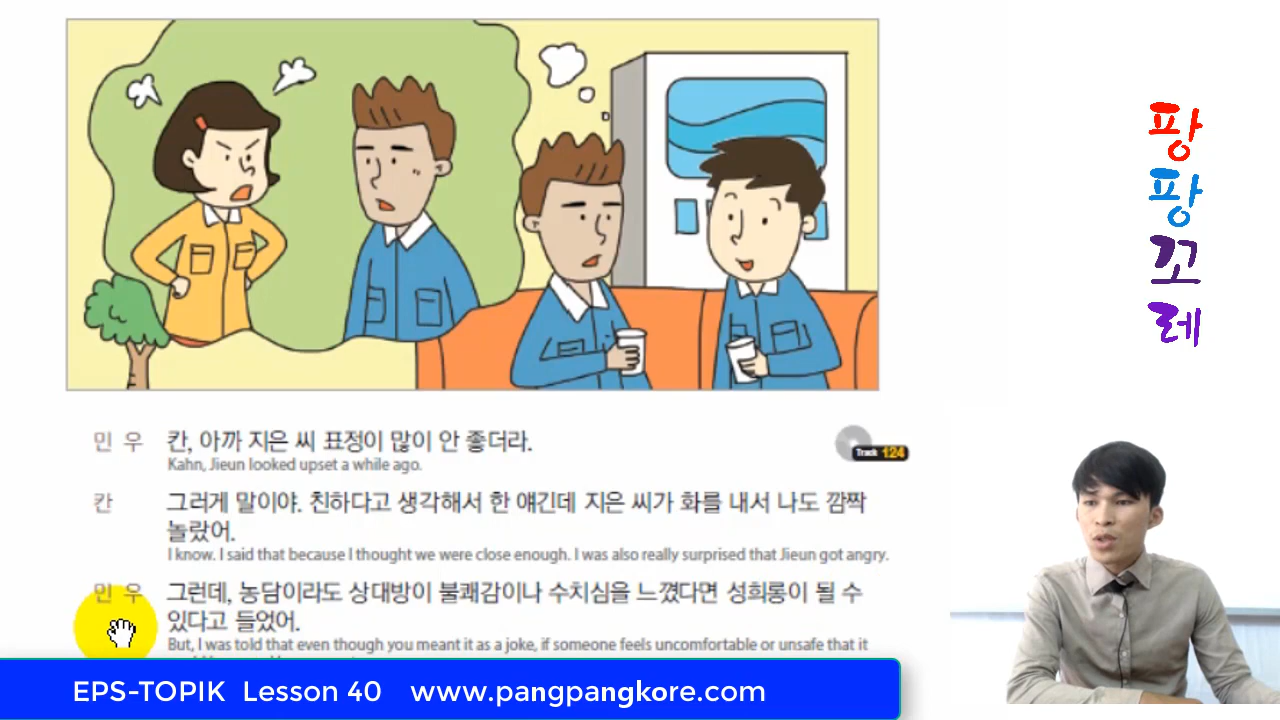 팡
팡
꼬
레
민 우 칸, 아까 지은 씨 표정이 많이 안 좋더라.
Kahn, Jieun looked upset a while ago.
Track 124
칸 그러게 말이야. 친하다고 생각해서 한 얘긴데 지은 씨가 화를 내서 나도 깜짝
놀랐어.
I know. I said that because I thought we were close enough. I was also really surprised that Jieun got angry.
민 우 그런데, 농담이라도 상대방이 불쾌감이나 수치심을 느꼈다면 성희롱이 될 수
있다고 들었어.
But, I was told that even though you meant it as a joke, if someone feels uncomfortable or unsafe that it
EPS-TOPIK Lesson 40 www.pangpangkore.com